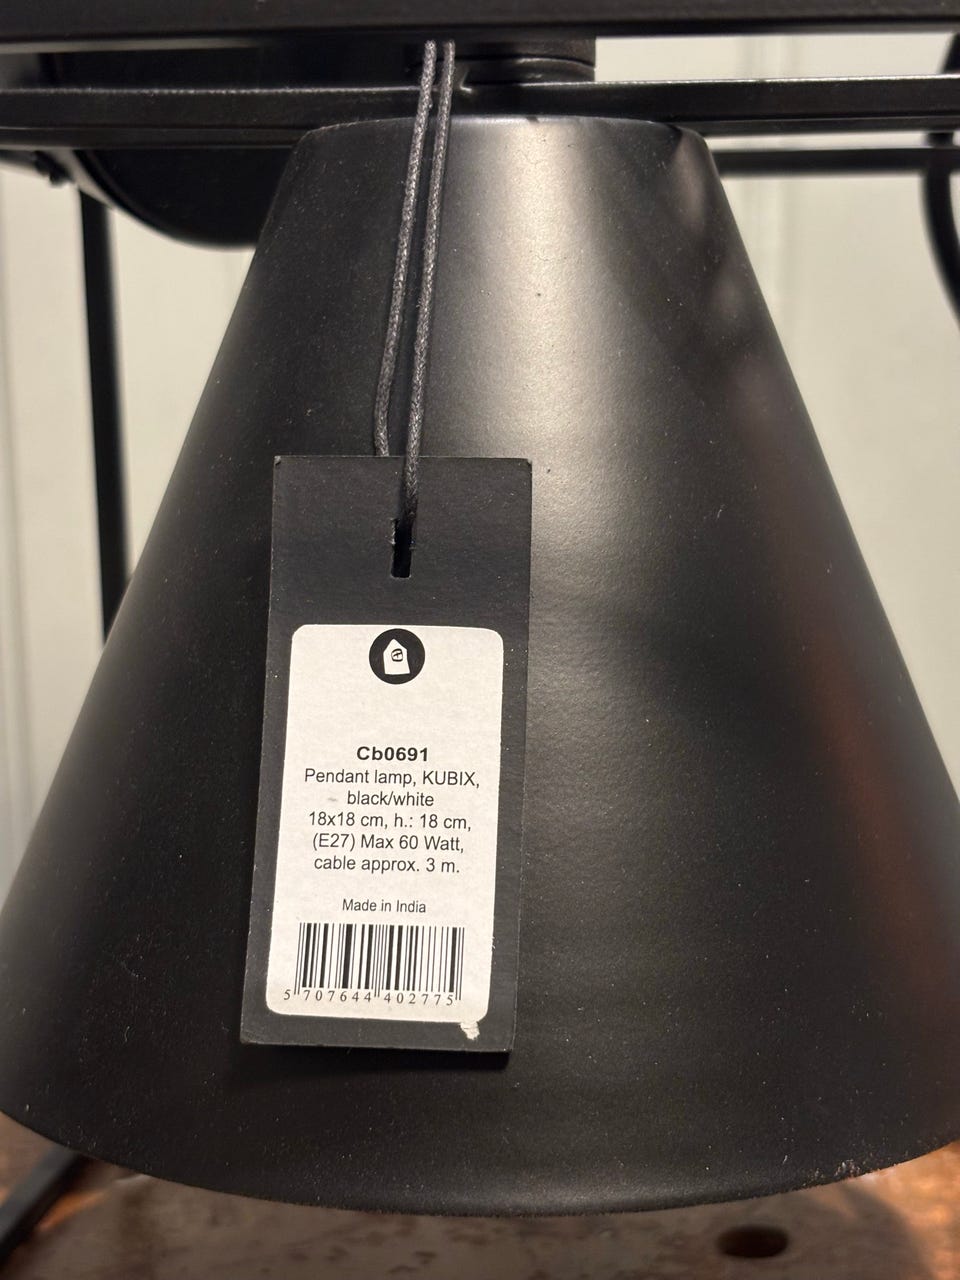 Cb0691
Pendant lamp, KUBIX,
black/white
18x18 cm, h.: 18 cm,
(E27) Max 60 Watt,
cable approx. 3 m.
Made in India
5 707644 402775